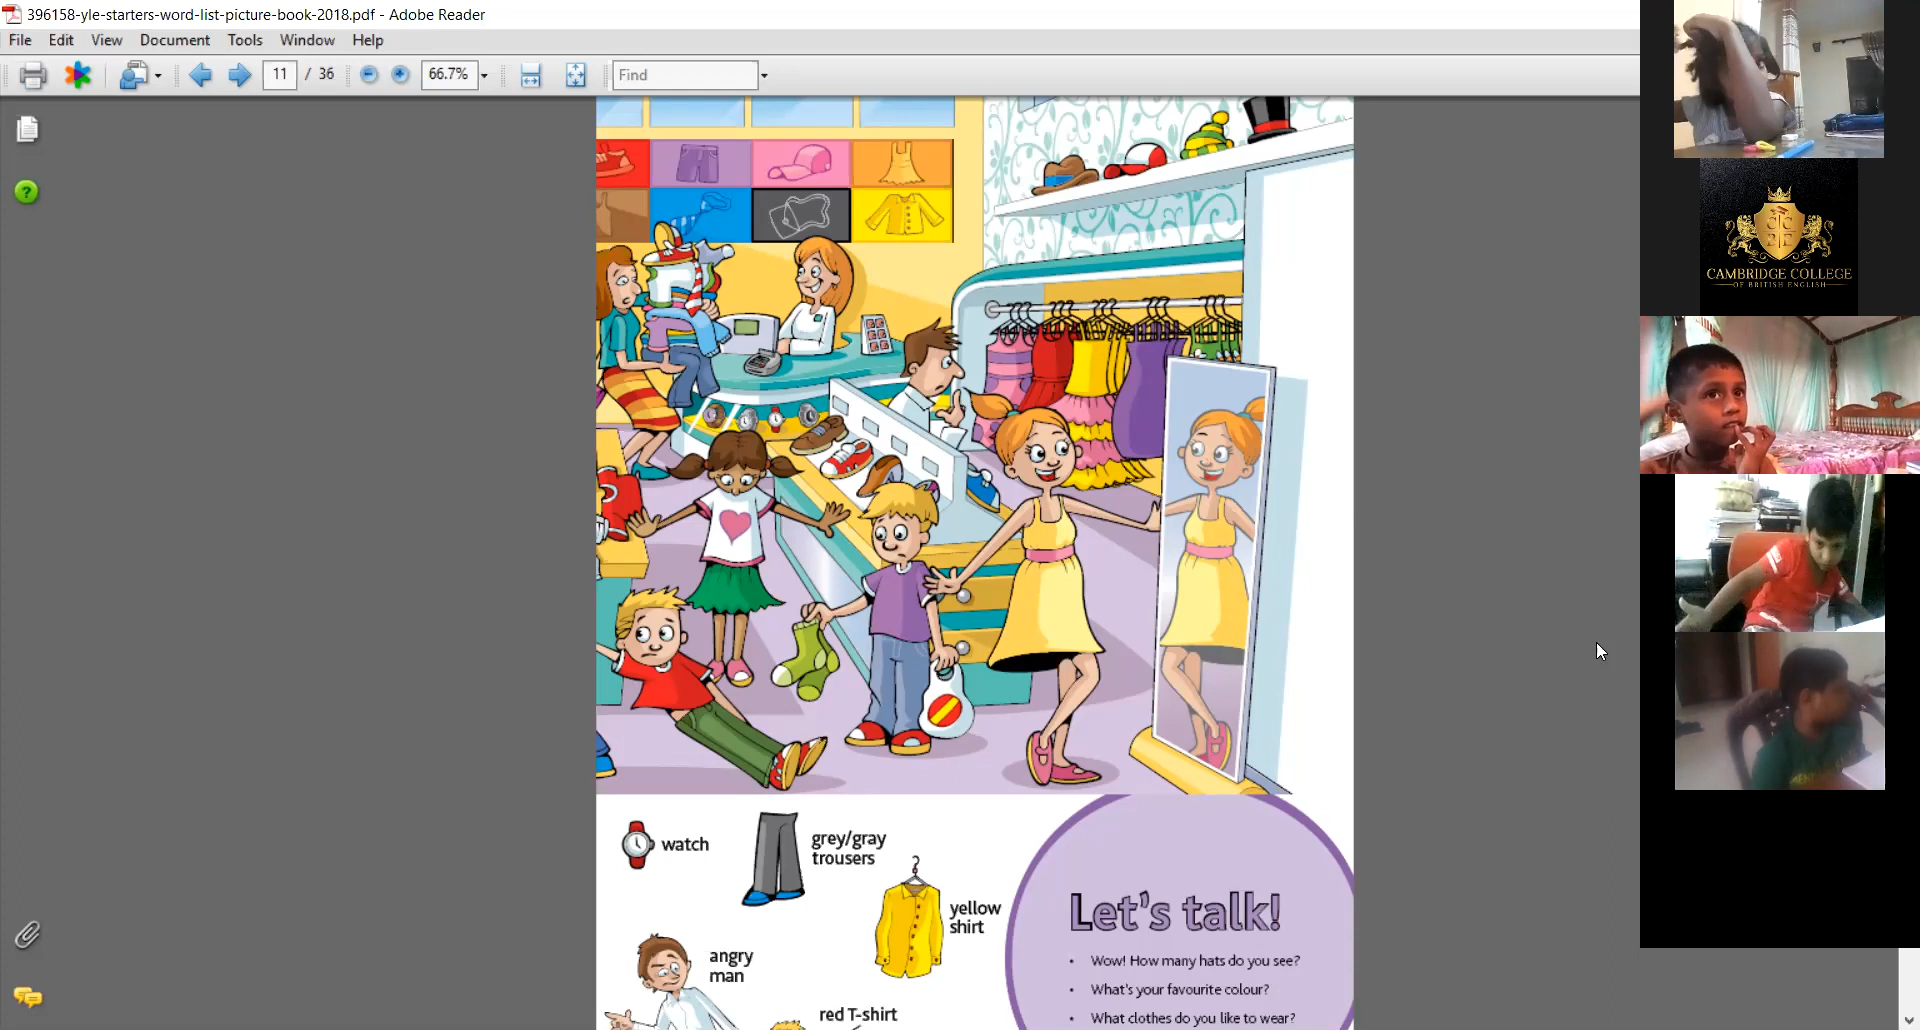 396158-yle-starters-word-list-picture-book-2018.pdf - Adobe Reader
File Edit View Document Tools Window Help
11 / 36 66.7% Find
CAMBRIDGE COLLEGE
OF BRITISH ENGLISH
watch
grey/gray
trousers
yellow
shirt
angry
man
red T-shirt
Let's talk!
• Wow! How many hats do you see?
• What's your favourite colour?
• What clothes do you like to wear?